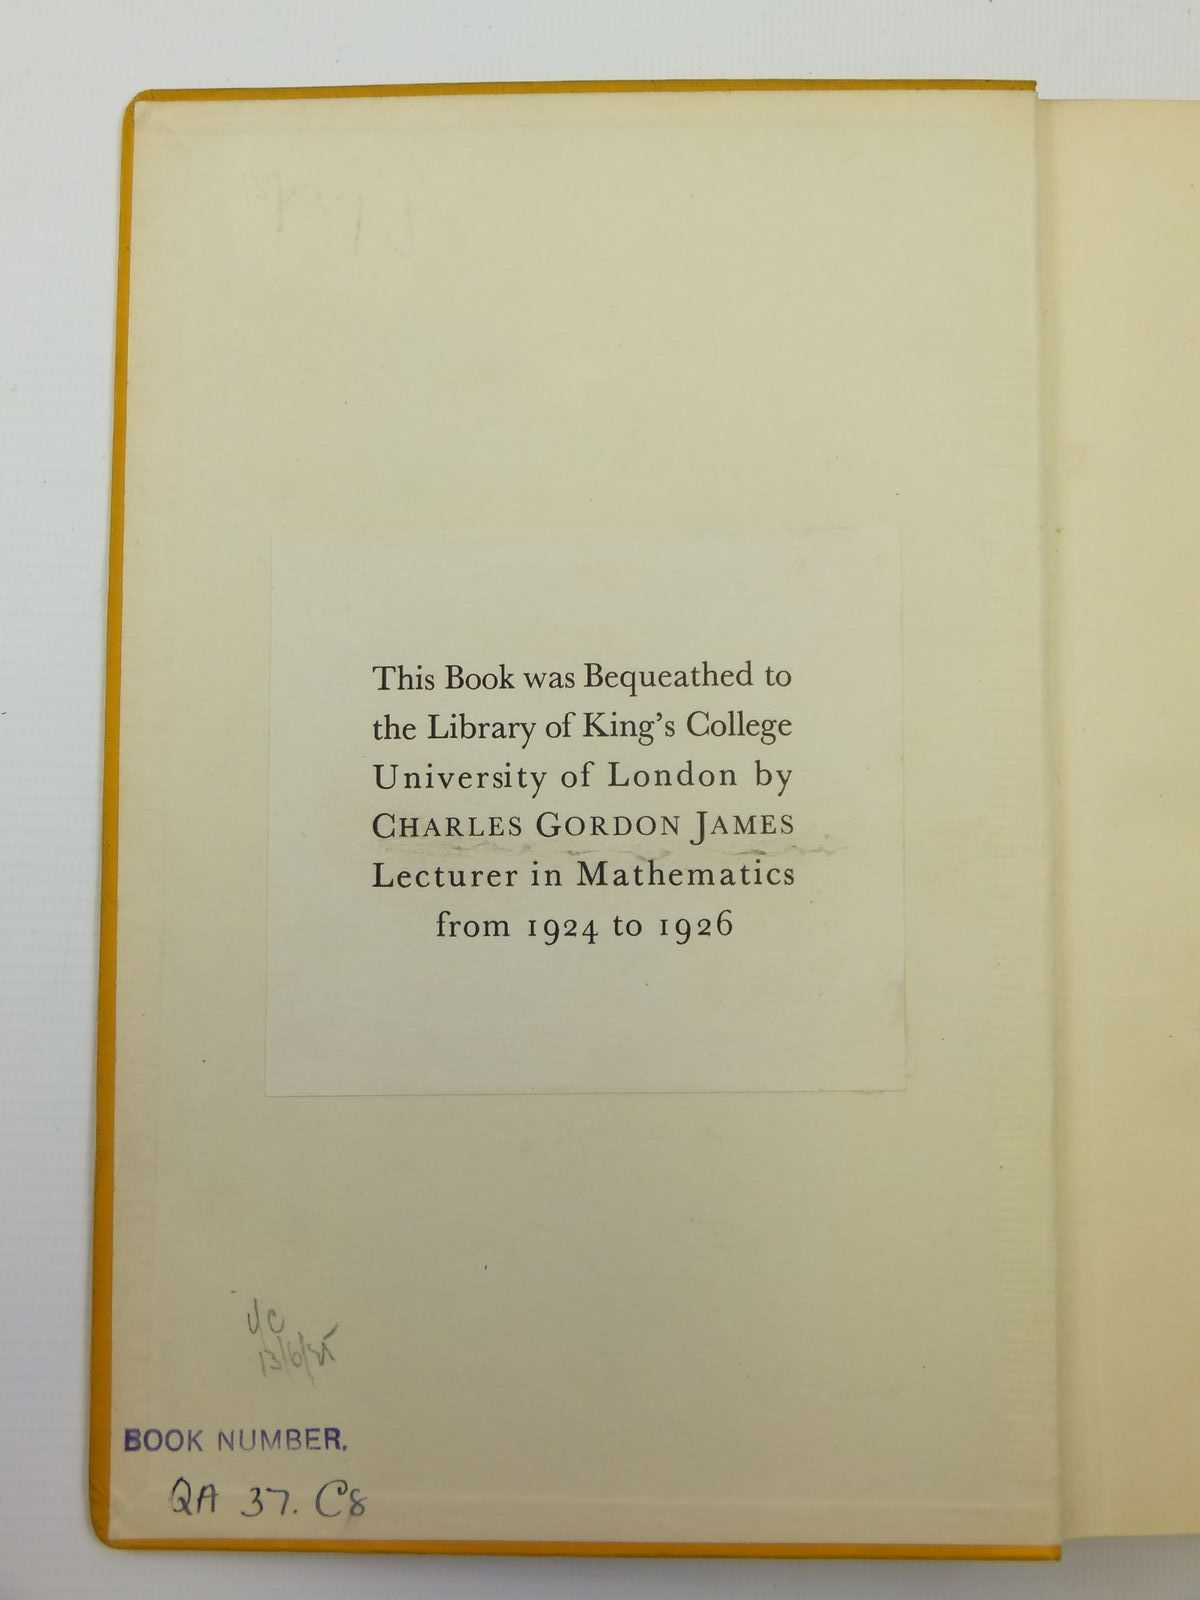 This Book was Bequeathed to
the Library of King's College
University of London by
CHARLES GORDON JAMES
Lecturer in Mathematics
from 1924 to 1926
BOOK NUMBER.
QA 37. C8